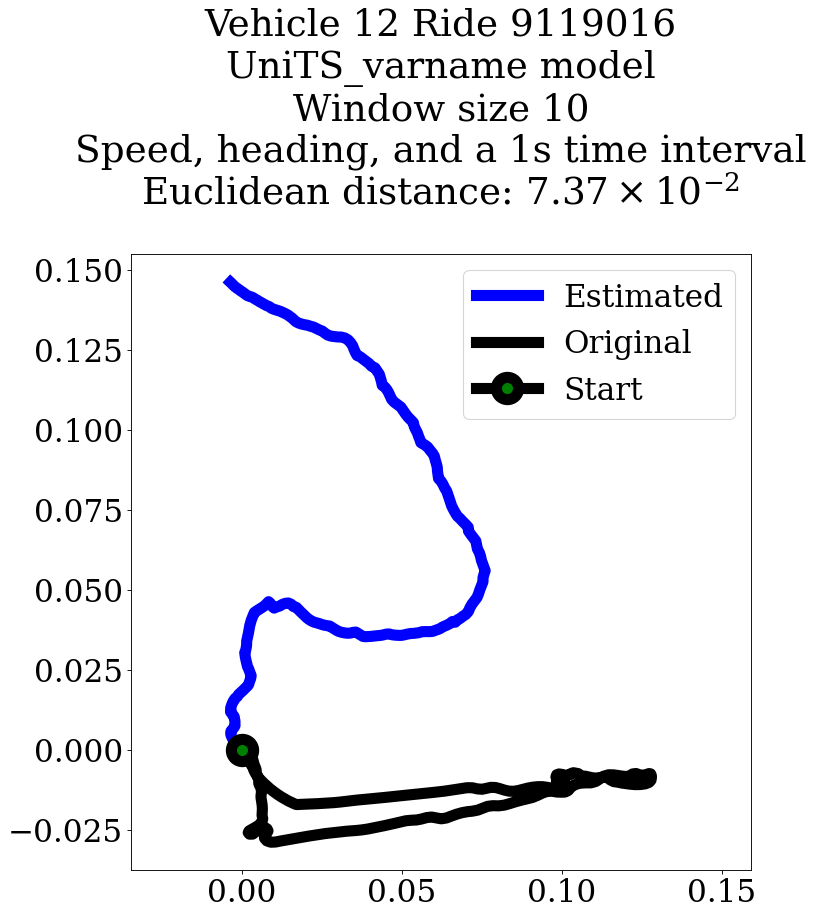 Vehicle 12 Ride 9119016
UniTS_varname model
Window size 10
Speed, heading, and a 1s time interval
Euclidean distance: 7.37 × 10⁻²
0.150
0.125
0.100
0.075
0.050
0.025
0.000
−0.025
Estimated
Original
Start
0.00 0.05 0.10 0.15